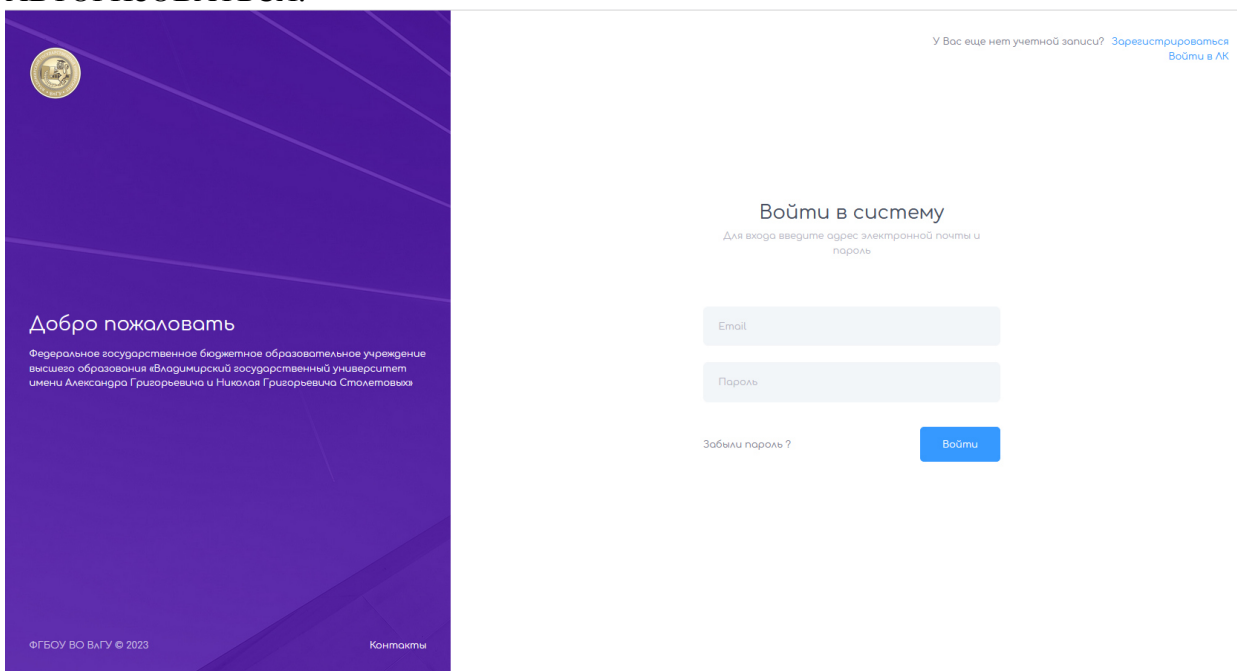 АВТОРИЗОВАТЬСЯ.
У Вас еще нет учетной записи? Зарегистрироваться
Войти в ЛК
Войти в систему
Для входа введите адрес электронной почты и
пароль
Email
Пароль
Забыли пароль ?
Войти
Добро пожаловать
Федеральное государственное бюджетное образовательное учреждение
высшего образования «Владимирский государственный университет
имени Александра Григорьевича и Николая Григорьевича Столетовых»
ФГБОУ ВО ВлГУ © 2023
Контакты